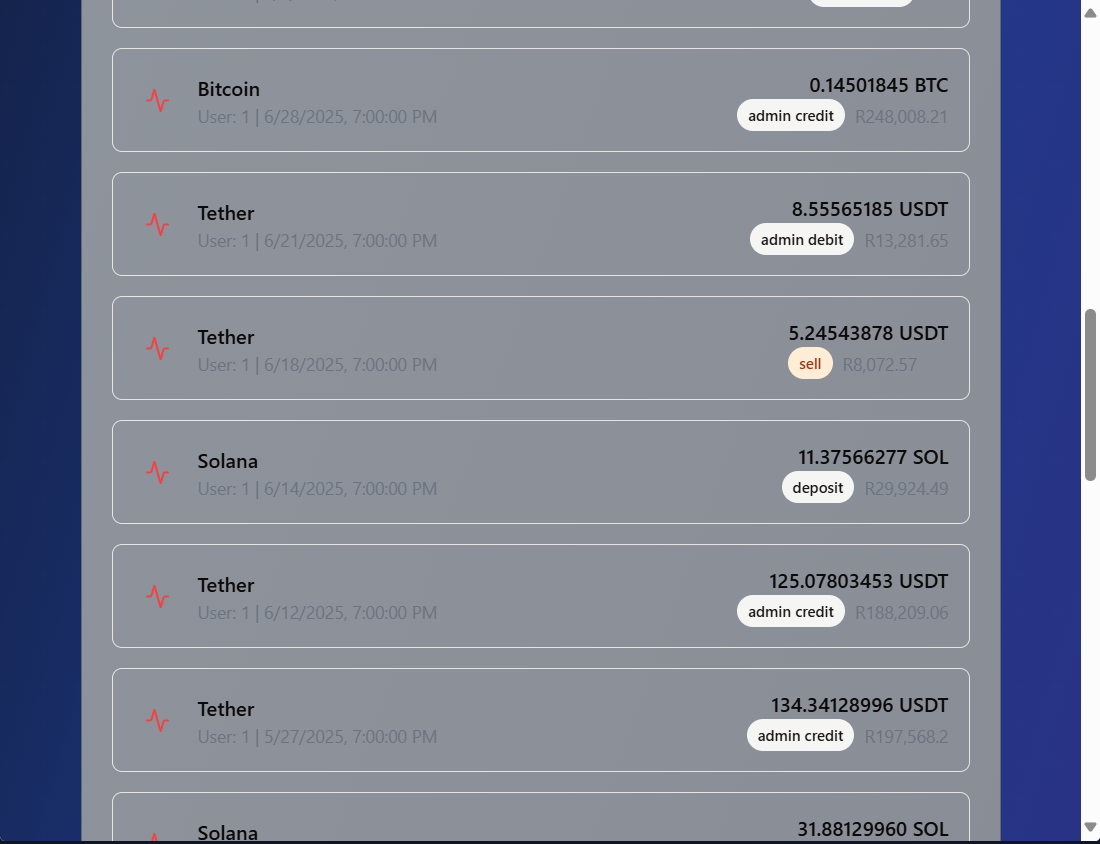 Bitcoin
0.14501845 BTC
User: 1 | 6/28/2025, 7:00:00 PM
admin credit
R248,008.21
Tether
8.55565185 USDT
User: 1 | 6/21/2025, 7:00:00 PM
admin debit
R13,281.65
Tether
5.24543878 USDT
User: 1 | 6/18/2025, 7:00:00 PM
sell
R8,072.57
Solana
11.37566277 SOL
User: 1 | 6/14/2025, 7:00:00 PM
deposit
R29,924.49
Tether
125.07803453 USDT
User: 1 | 6/12/2025, 7:00:00 PM
admin credit
R188,209.06
Tether
134.34128996 USDT
User: 1 | 5/27/2025, 7:00:00 PM
admin credit
R197,568.2
Solana
31.88129960 SOL